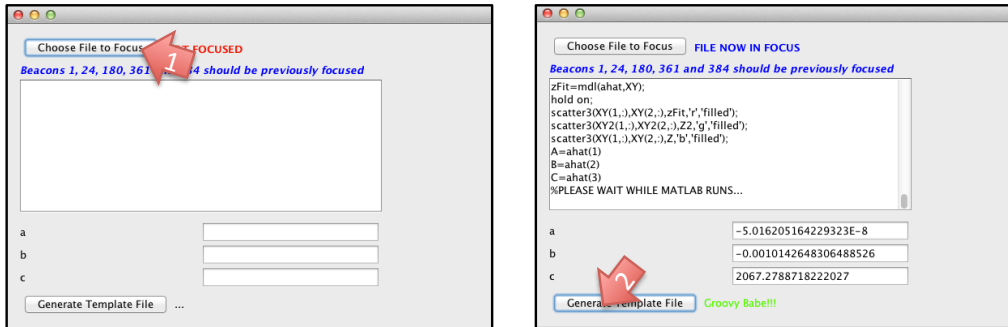 Choose File to Focus
1
FOCUSED
Beacons 1, 24, 180, 361 84 should be previously focused
a
b
c
Generate Template File ...
Choose File to Focus FILE NOW IN FOCUS
Beacons 1, 24, 180, 361 and 384 should be previously focused
zFit=mdl(ahat,XY);
hold on;
scatter3(XY(1,:),XY(2,:),zFit,'r','filled');
scatter3(XY2(1,:),XY2(2,:),Z2,'g','filled');
scatter3(XY(1,:),XY(2,:),Z,'b','filled');
A=ahat(1)
B=ahat(2)
C=ahat(3)
%PLEASE WAIT WHILE MATLAB RUNS...
a -5.016205164229323E-8
b -0.0010142648306488526
c 2067.2788718222027
2
Generate Template File Groovy Babe!!!